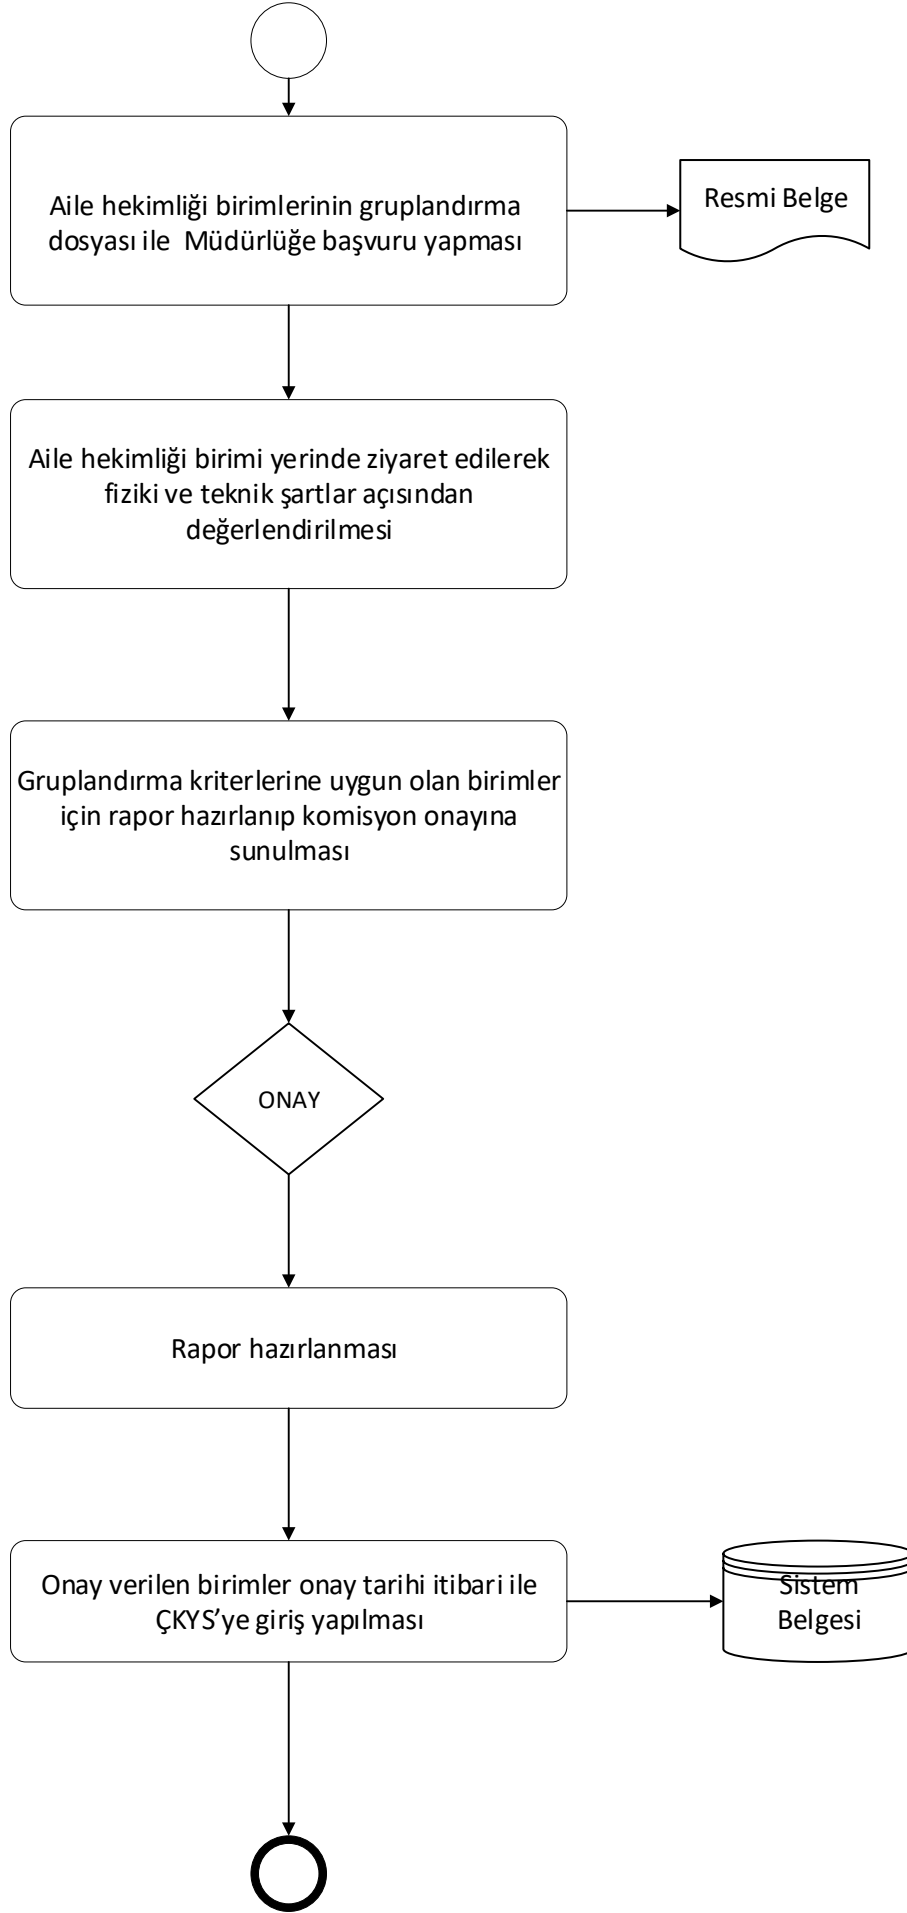 Aile hekimliği birimlerinin gruplandırma
dosyası ile  Müdürlüğe başvuru yapması
Resmi Belge
Aile hekimliği birimi yerinde ziyaret edilerek
fiziki ve teknik şartlar açısından
değerlendirilmesi
Gruplandırma kriterlerine uygun olan birimler
için rapor hazırlanıp komisyon onayına
sunulması
ONAY
Rapor hazırlanması
Onay verilen birimler onay tarihi itibari ile
ÇKYS’ye giriş yapılması
Sistem
Belgesi